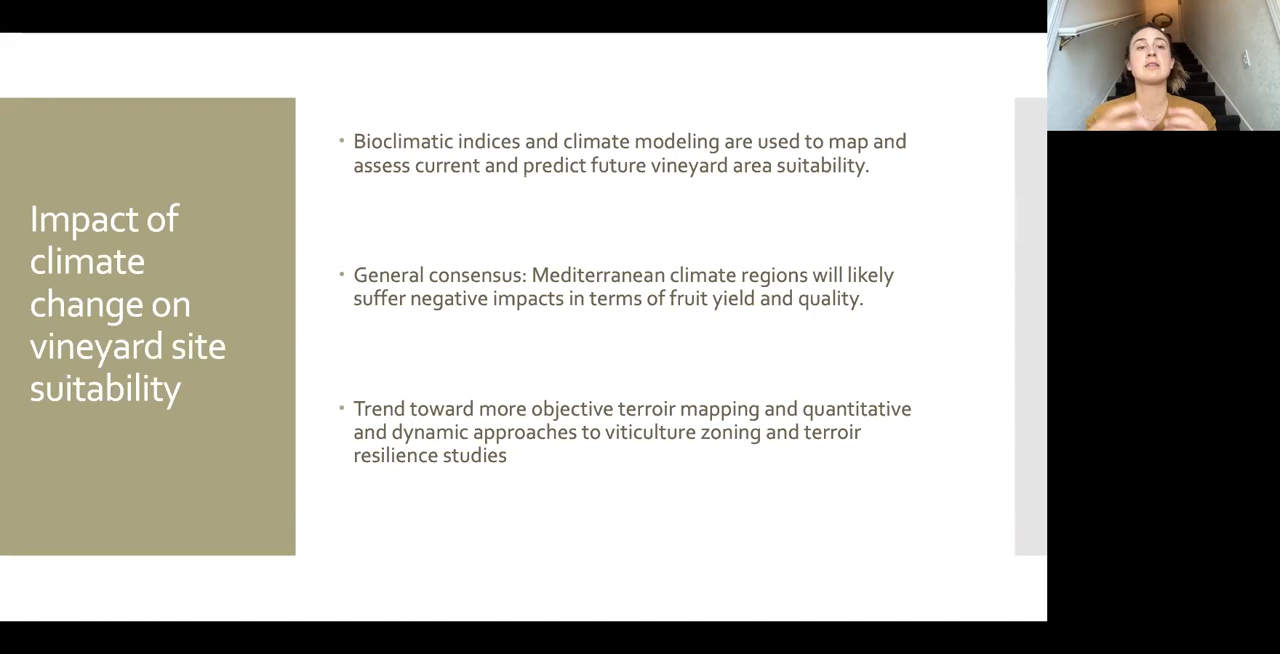 Impact of
climate
change on
vineyard site
suitability
• Bioclimatic indices and climate modeling are used to map and
assess current and predict future vineyard area suitability.
• General consensus: Mediterranean climate regions will likely
suffer negative impacts in terms of fruit yield and quality.
• Trend toward more objective terroir mapping and quantitative
and dynamic approaches to viticulture zoning and terroir
resilience studies